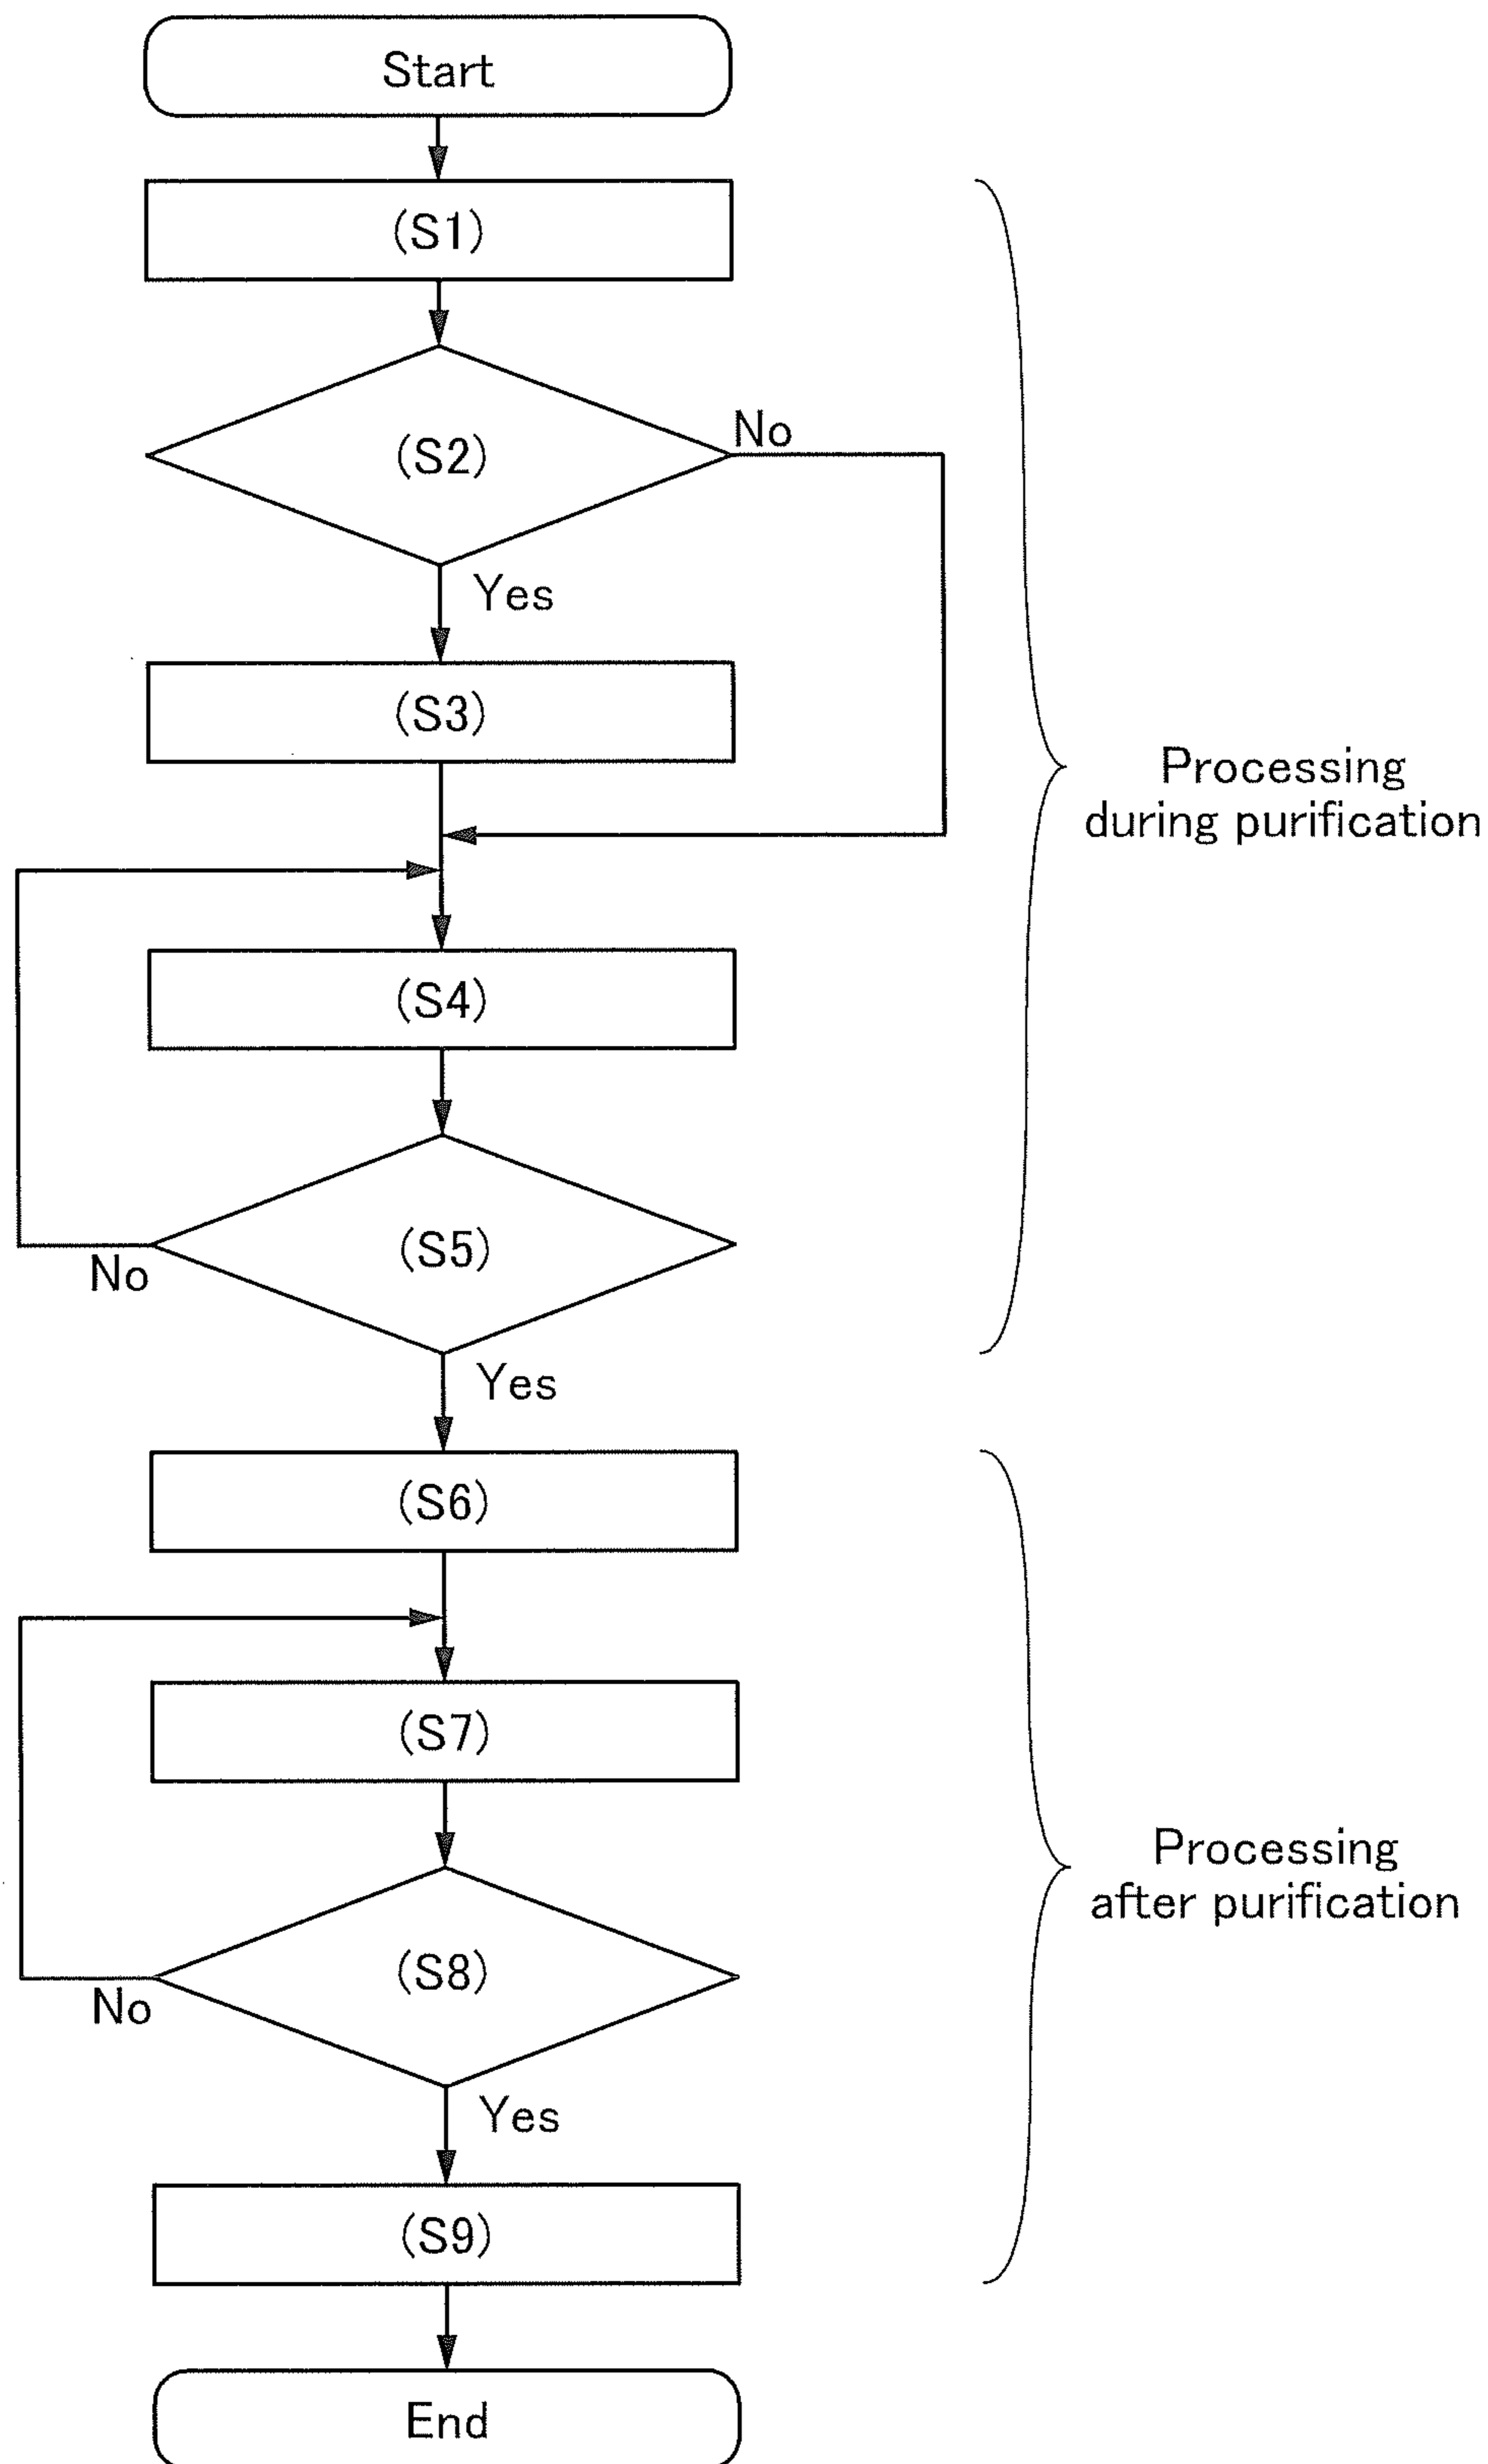 Start
(S1)
(S2)
No
Yes
(S3)
Processing
during purification
(S4)
(S5)
No
Yes
(S6)
(S7)
Processing
after purification
(S8)
No
Yes
(S9)
End